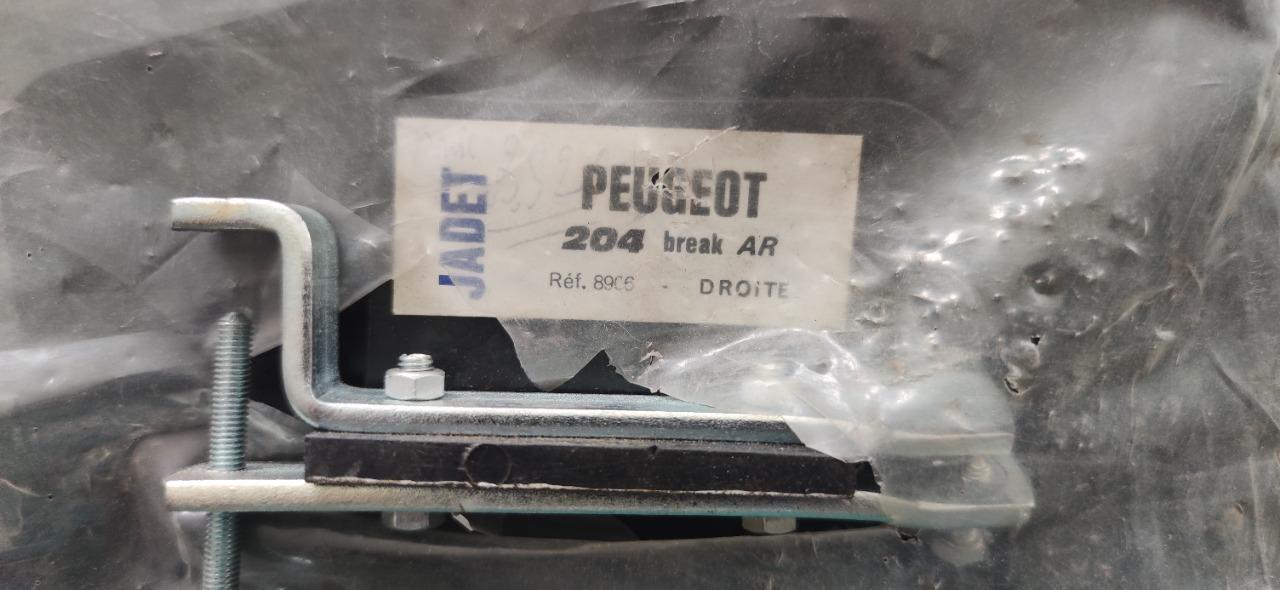 JADET
PEUGEOT
204 break AR
Réf. 8906 - DROITE